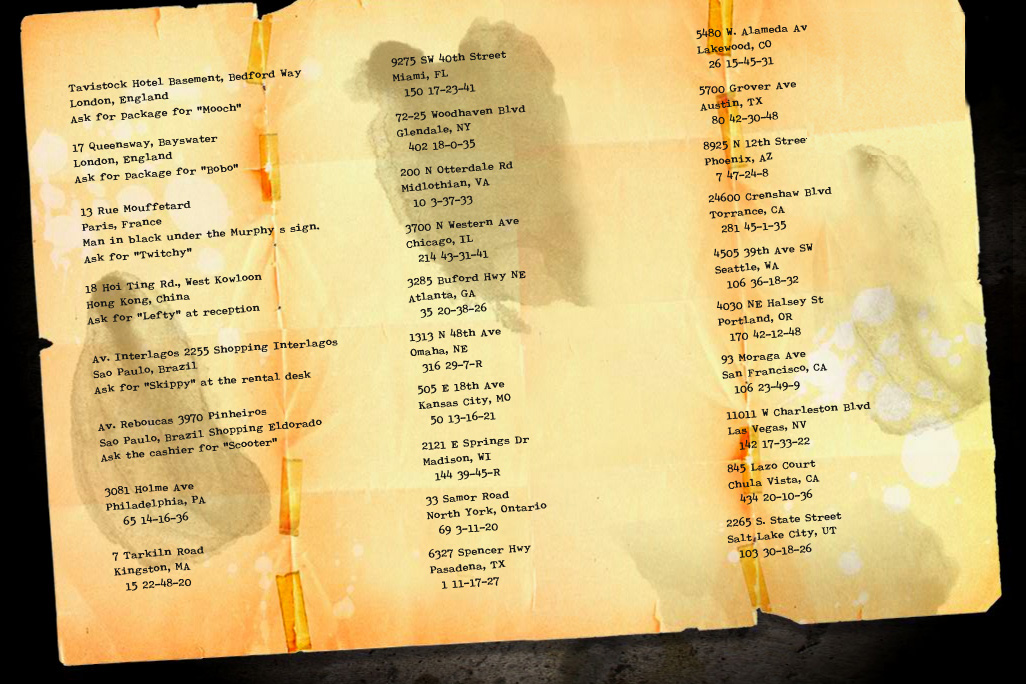 Tavistock Hotel Basement, Bedford Way
London, England
Ask for package for "Mooch"
17 Queensway, Bayswater
London, England
Ask for package for "Bobo"
13 Rue Mouffetard
Paris, France
Man in black under the Murphy s sign.
Ask for "Twitchy"
18 Hoi Ting Rd., West Kowloon
Hong Kong, China
Ask for "Lefty" at reception
Av. Interlagos 2255 Shopping Interlagos
Sao Paulo, Brazil
Ask for "Skippy" at the rental desk
Av. Reboucas 3970 Pinheiros
Sao Paulo, Brazil Shopping Eldorado
Ask the cashier for "Scooter"
3081 Holme Ave
Philadelphia, PA
65 14-16-36
7 Tarkiln Road
Kingston, MA
15 22-48-20
9275 SW 40th Street
Miami, FL
150 17-23-41
72-25 Woodhaven Blvd
Glendale, NY
402 18-0-35
200 N Otterdale Rd
Midlothian, VA
10 3-37-33
3700 N Western Ave
Chicago, IL
214 43-31-41
3285 Buford Hwy NE
Atlanta, GA
35 20-38-26
1313 N 48th Ave
Omaha, NE
316 29-7-R
505 E 18th Ave
Kansas City, MO
50 13-16-21
2121 E Springs Dr
Madison, WI
144 39-45-R
33 Samor Road
North York, Ontario
69 3-11-20
6327 Spencer Hwy
Pasadena, TX
1 11-17-27
5480 W. Alameda Av
Lakewood, CO
26 15-45-31
5700 Grover Ave
Austin, TX
80 42-30-48
8925 N 12th Street
Phoenix, AZ
7 47-24-8
24600 Crenshaw Blvd
Torrance, CA
281 45-1-35
4505 39th Ave SW
Seattle, WA
106 36-18-32
4030 NE Halsey St
Portland, OR
170 42-12-48
93 Moraga Ave
San Francisco, CA
106 23-49-9
11011 W Charleston Blvd
Las Vegas, NV
142 17-33-22
845 Lazo Court
Chula Vista, CA
434 20-10-36
2265 S. State Street
Salt Lake City, UT
103 30-18-26